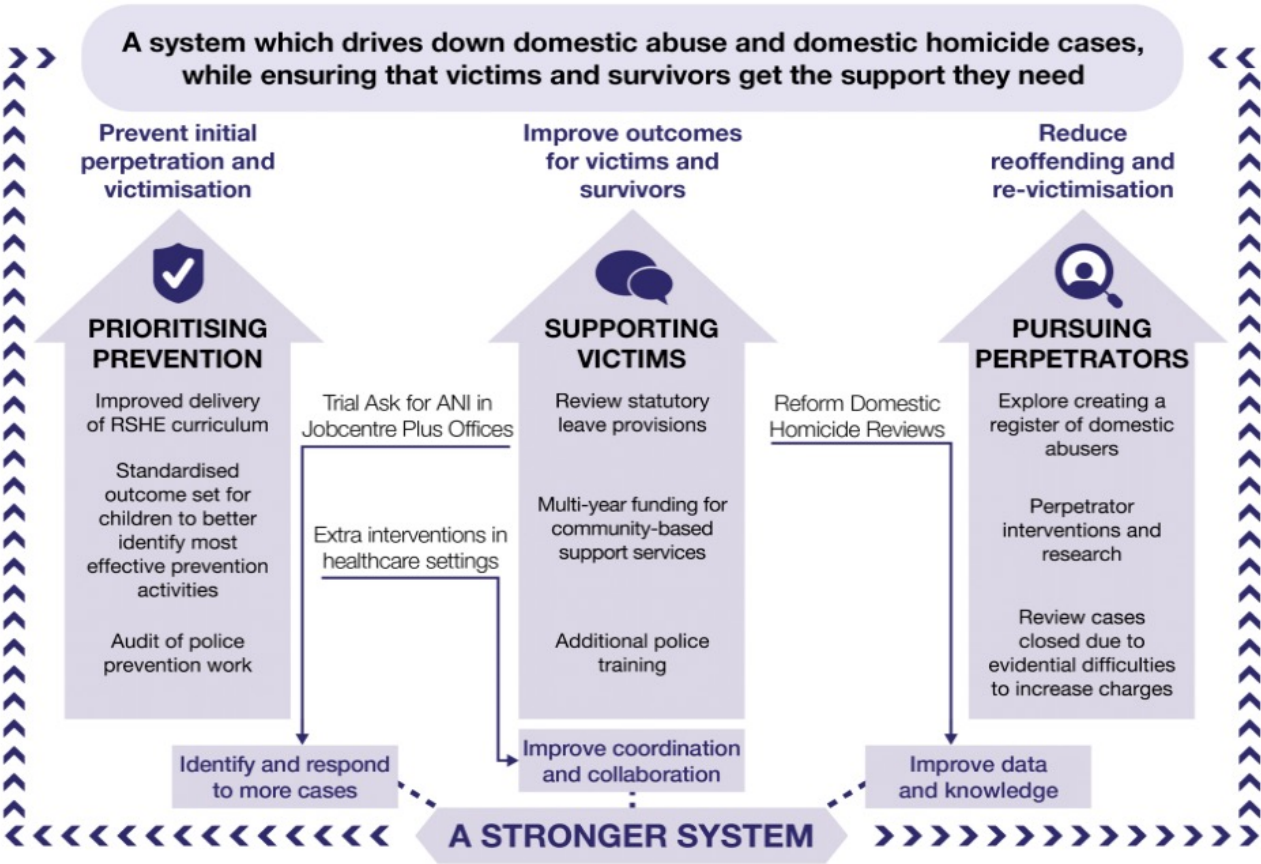 A system which drives down domestic abuse and domestic homicide cases,
while ensuring that victims and survivors get the support they need
Prevent initial
perpetration and
victimisation
Improve outcomes
for victims and
survivors
Reduce
reoffending and
re-victimisation
PRIORITISING
PREVENTION
Improved delivery
of RSHE curriculum
Standardised
outcome set for
children to better
identify most
effective prevention
activities
Audit of police
prevention work
Trial Ask for ANI in
Jobcentre Plus Offices
Extra interventions in
healthcare settings
SUPPORTING
VICTIMS
Review statutory
leave provisions
Multi-year funding for
community-based
support services
Additional police
training
Reform Domestic
Homicide Reviews
PURSUING
PERPETRATORS
Explore creating a
register of domestic
abusers
Perpetrator
interventions and
research
Review cases
closed due to
evidential difficulties
to increase charges
Identify and respond
to more cases
Improve coordination
and collaboration
Improve data
and knowledge
A STRONGER SYSTEM